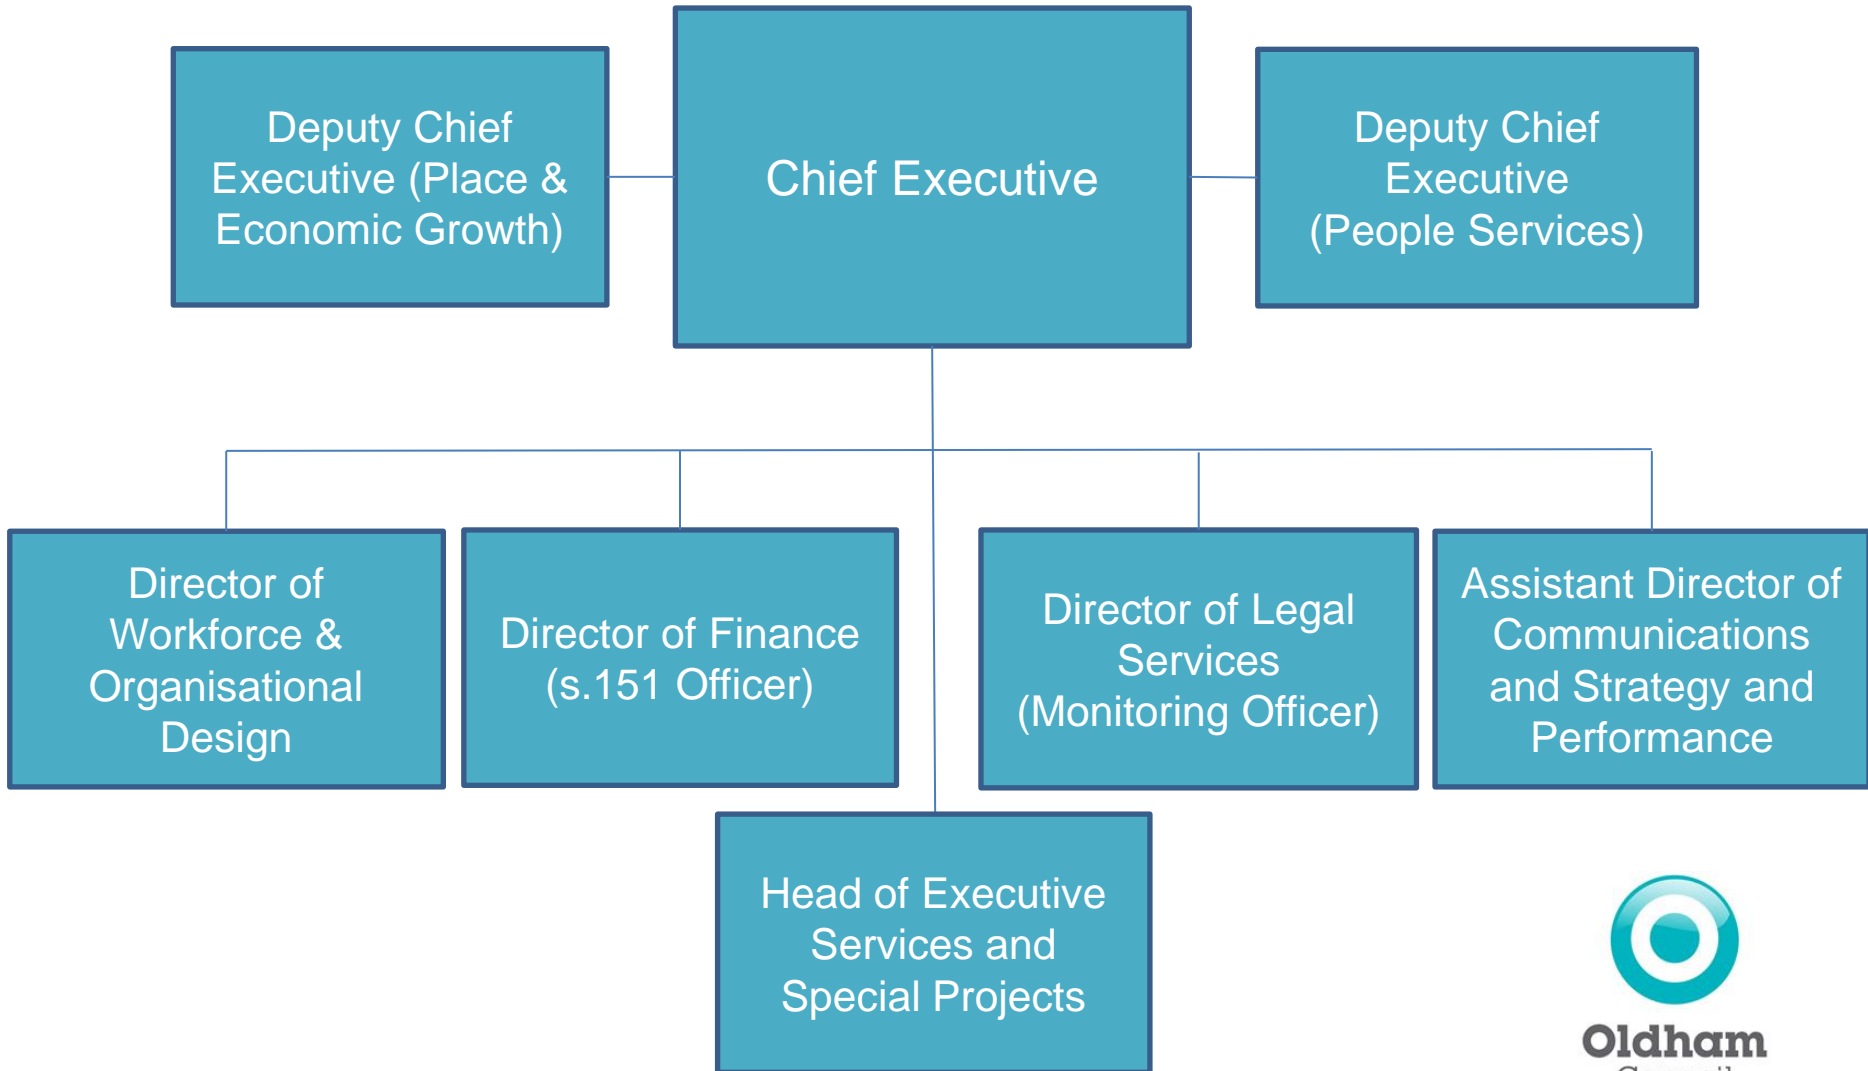 Deputy Chief
Executive (Place &
Economic Growth)
Chief Executive
Deputy Chief
Executive
(People Services)
Director of
Workforce &
Organisational
Design
Director of Finance
(s.151 Officer)
Director of Legal
Services
(Monitoring Officer)
Assistant Director of
Communications
and Strategy and
Performance
Head of Executive
Services and
Special Projects
Oldham
Council